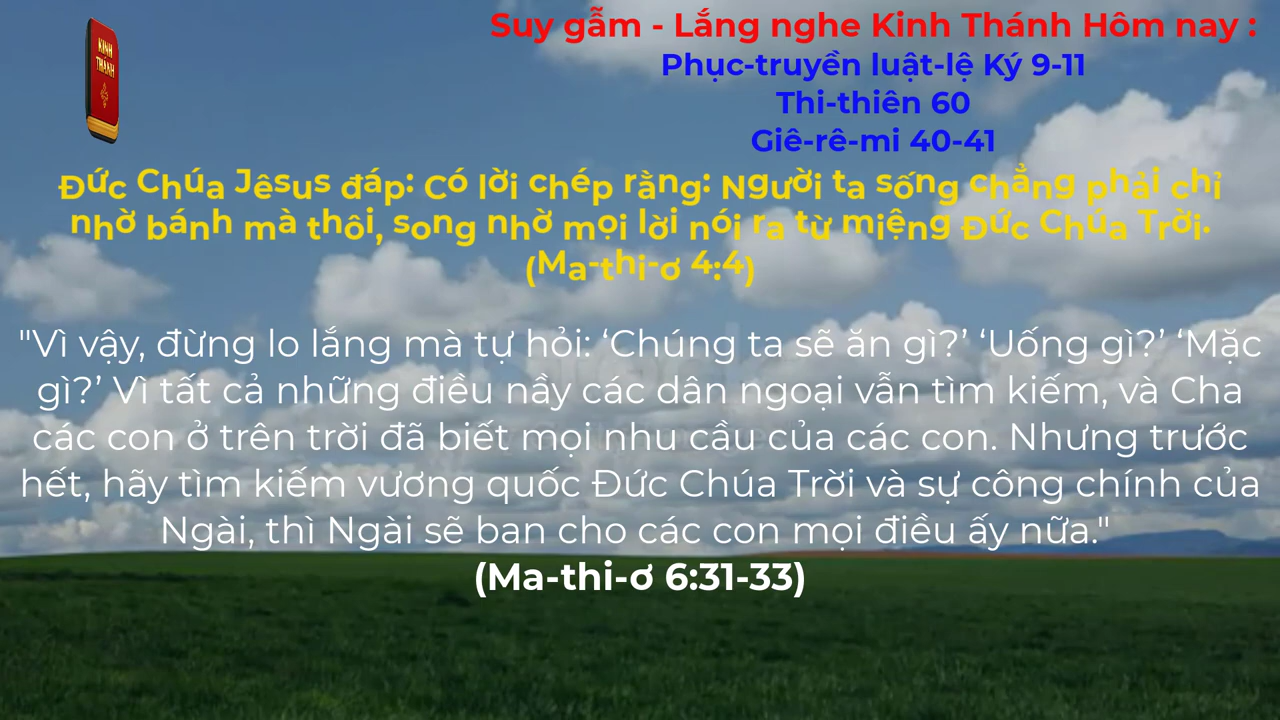 KINH
THÁNH
Suy gẫm - Lắng nghe Kinh Thánh Hôm nay :
Phục-truyền luật-lệ Ký 9-11
Thi-thiên 60
Giê-rê-mi 40-41
Đức Chúa Jêsus đáp: Có lời chép rằng: Người ta sống chẳng phải chỉ
nhờ bánh mà thôi, song nhờ mọi lời nói ra từ miệng Đức Chúa Trời.
(Ma-thi-ơ 4:4)
"Vì vậy, đừng lo lắng mà tự hỏi: ‘Chúng ta sẽ ăn gì?’ ‘Uống gì?’ ‘Mặc
gì?’ Vì tất cả những điều nầy các dân ngoại vẫn tìm kiếm, và Cha
các con ở trên trời đã biết mọi nhu cầu của các con. Nhưng trước
hết, hãy tìm kiếm vương quốc Đức Chúa Trời và sự công chính của
Ngài, thì Ngài sẽ ban cho các con mọi điều ấy nữa."
(Ma-thi-ơ 6:31-33)